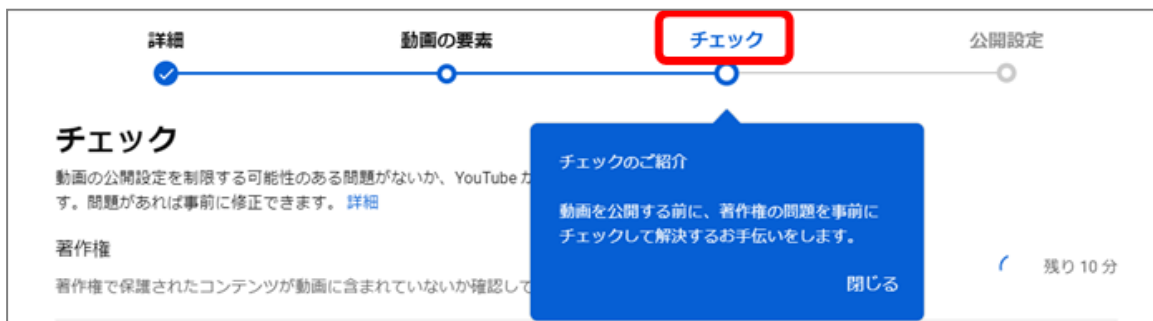 詳細
動画の要素
チェック
公開設定
チェック
動画の公開設定を制限する可能性のある問題がないか、YouTube
す。問題があれば事前に修正できます。 詳細
著作権
著作権で保護されたコンテンツが動画に含まれていないか確認して
チェックのご紹介
動画を公開する前に、著作権の問題を事前に
チェックして解決するお手伝いをします。
閉じる
残り 10 分